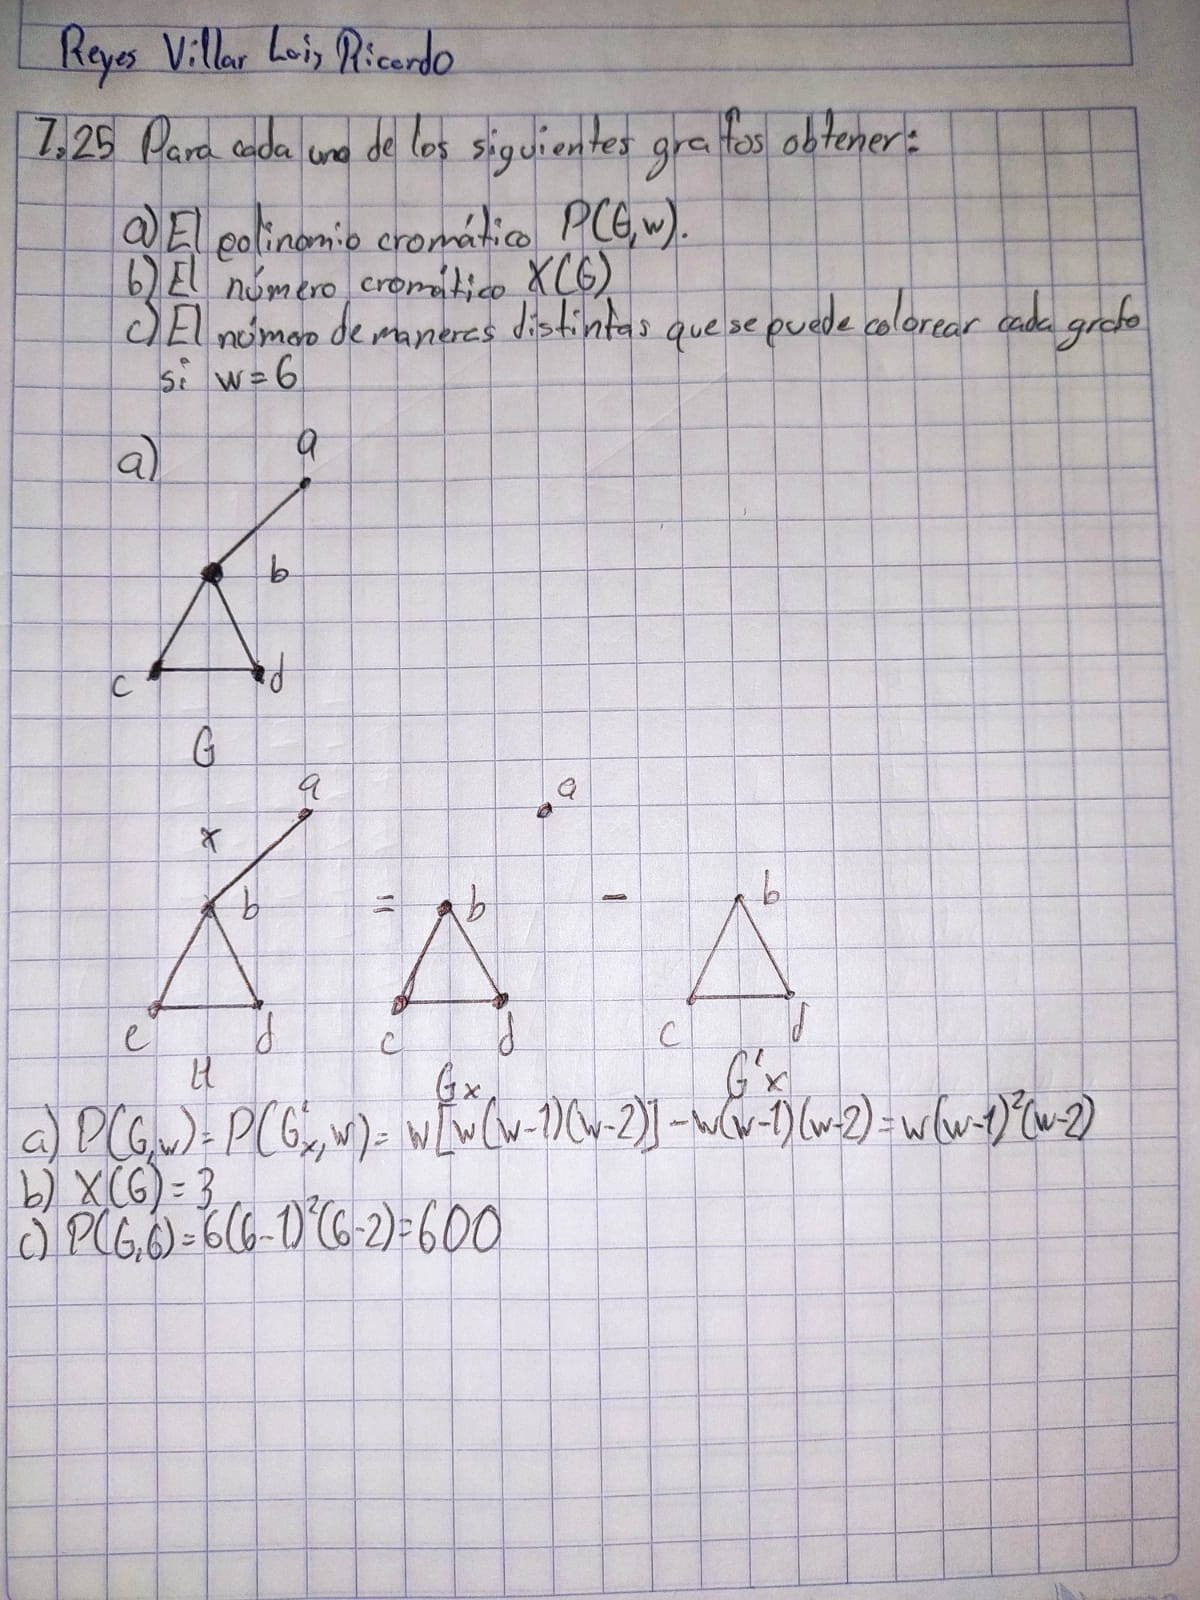 Reyes Villar Luis Ricardo
7.25 Para cada uno de los siguientes grafos obtener:
a) El polinomio cromático P(G,w).
b) El número cromático X(G)
c) El número de maneras distintas que se puede colorear cada grafo
si w=6
a)
a
b
c d
G
a a
x
b = b - b
e d c d c d
H Gx G'x
a) P(G,w)= P(G'x,w)= w[w(w-1)(w-2)]-w(w-1)(w-2)=w(w-1)²(w-2)
b) X(G)=3
c) P(G,6)=6(6-1)²(6-2)=600